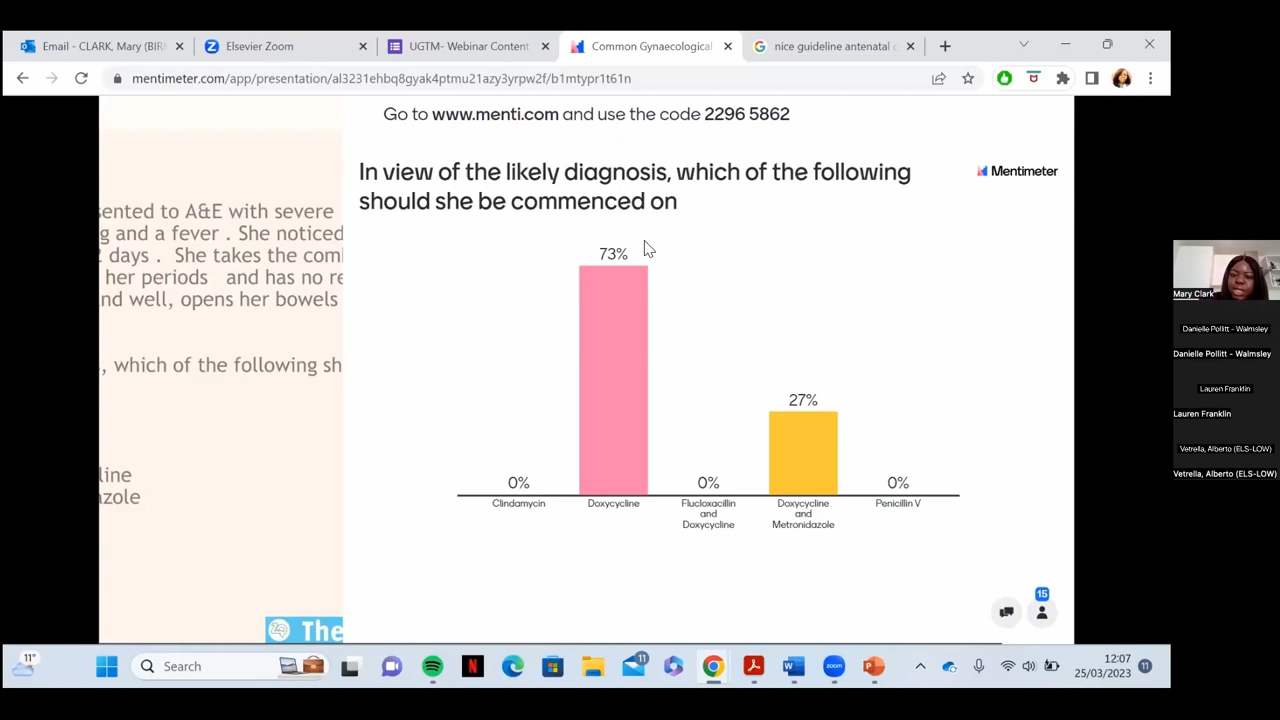 Email - CLARK, Mary (BIR
Elsevier Zoom
UGTM- Webinar Content
Common Gynaecological
nice guideline antenatal c
mentimeter.com/app/presentation/al3231ehbq8gyak4ptmu21azy3yrpw2f/b1mtypr1t61n
Go to www.menti.com and use the code 2296 5862
In view of the likely diagnosis, which of the following
should she be commenced on
Mentimeter
sented to A&E with severe
g and a fever . She noticed
2 days . She takes the comb
her periods and has no re
nd well, opens her bowels
, which of the following sh
line
azole
73%
27%
0%
0%
0%
Clindamycin
Doxycycline
Flucloxacillin
and
Doxycycline
Doxycycline
and
Metronidazole
Penicillin V
15
The
Mary Clark
Danielle Pollitt - Walmsley
Danielle Pollitt - Walmsley
Lauren Franklin
Lauren Franklin
Vetrella, Alberto (ELS-LOW)
Vetrella, Alberto (ELS-LOW)
11°
Search
11
zoom
12:07
25/03/2023
11